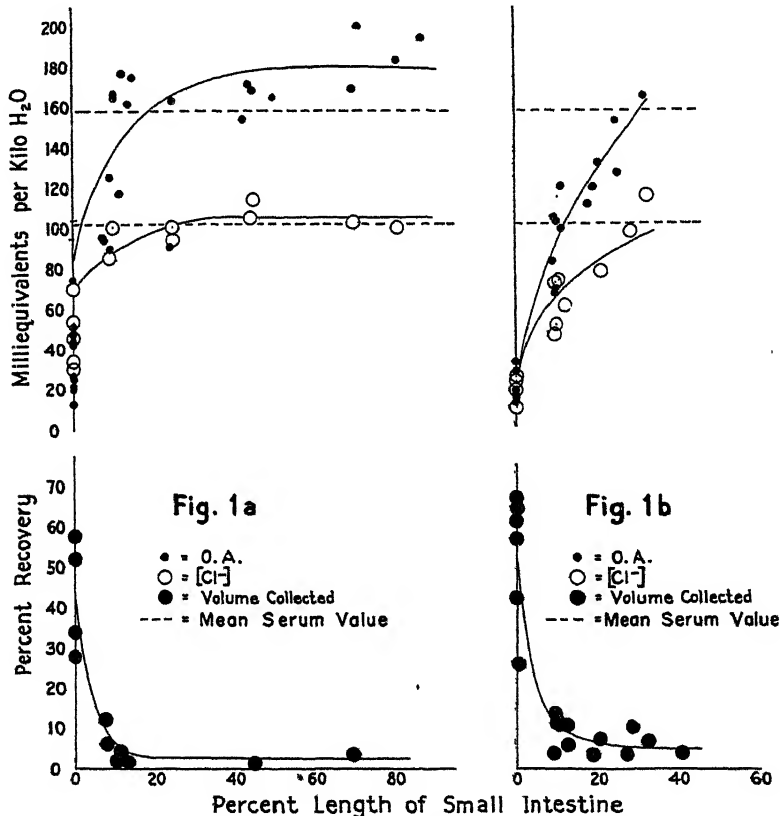 Milliequivalents per Kilo H₂O
200
180
160
140
120
100
80
60
40
20
0
Percent Recovery
70
60
50
40
30
20
10
0
Fig. 1a
• = O.A.
○ = [Cl-]
● = Volume Collected
---- = Mean Serum Value
0 20 40 60 80
Fig. 1b
• = O.A.
○ = [Cl-]
● = Volume Collected
---- = Mean Serum Value
0 20 40 60
Percent Length of Small Intestine